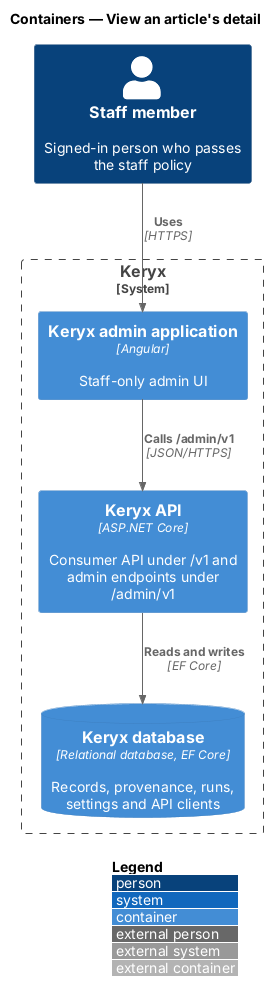 Containers — View an article's detail
Staff member
Signed-in person who passes
the staff policy
Uses
[HTTPS]
Keryx
[System]
Keryx admin application
[Angular]
Staff-only admin UI
Calls /admin/v1
[JSON/HTTPS]
Keryx API
[ASP.NET Core]
Consumer API under /v1 and
admin endpoints under
/admin/v1
Reads and writes
[EF Core]
Keryx database
[Relational database, EF Core]
Records, provenance, runs,
settings and API clients
Legend
person
system
container
external person
external system
external container